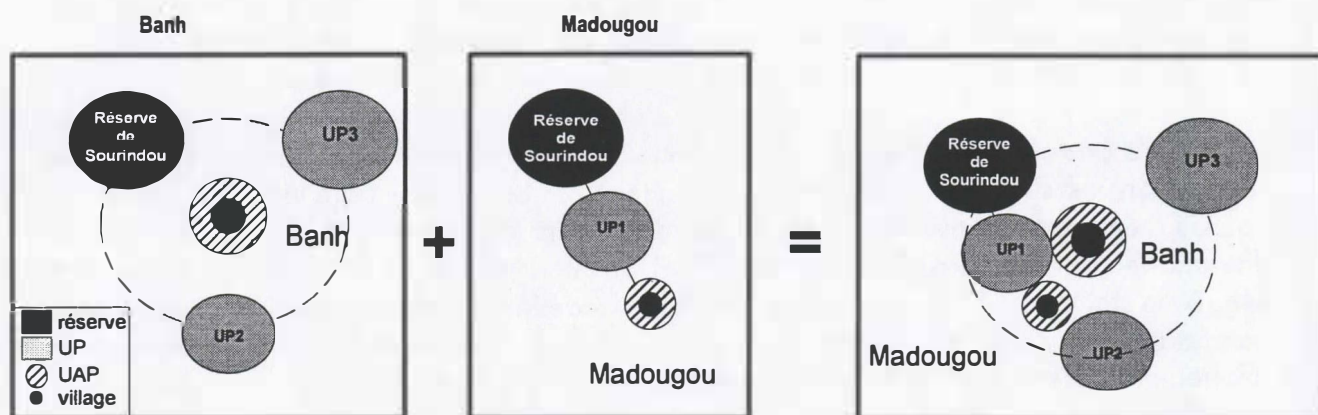 Banh
Madougou
Réserve
de
Sourindou
UP3
Banh
UP2
réserve
UP
UAP
village
+
Réserve
de
Sourindou
UP1
Madougou
=
Réserve
de
Sourindou
UP3
UP1
Banh
Madougou
UP2